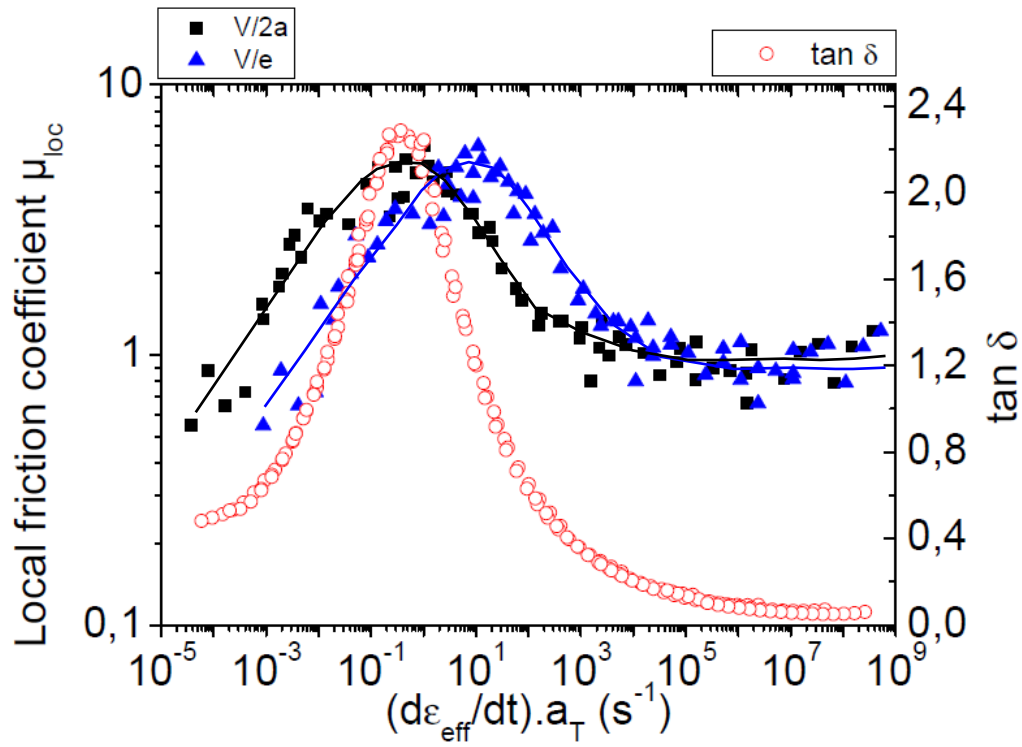 V/2a
V/e
tan δ
10
1
0,1
Local friction coefficient μloc
2,4
2,0
1,6
1,2
0,8
0,4
0,0
tan δ
10-5 10-3 10-1 101 103 105 107 109
(dεeff/dt).aT (s-1)